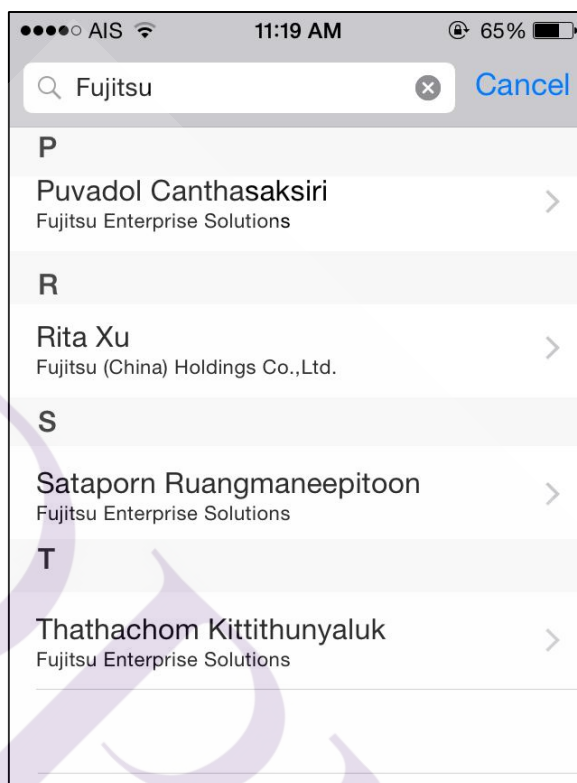 AIS 11:19 AM 65%
Fujitsu Cancel
P
Puvadol Canthasaksiri
Fujitsu Enterprise Solutions
R
Rita Xu
Fujitsu (China) Holdings Co.,Ltd.
S
Sataporn Ruangmaneepitoon
Fujitsu Enterprise Solutions
T
Thathachom Kittithunyaluk
Fujitsu Enterprise Solutions